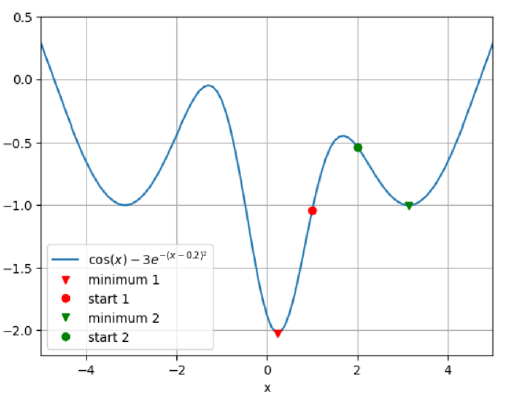 0.5
0.0
−0.5
−1.0
−1.5
−2.0
cos(x) − 3e^{−(x−0.2)²}
minimum 1
start 1
minimum 2
start 2
−4 −2 0 2 4
x